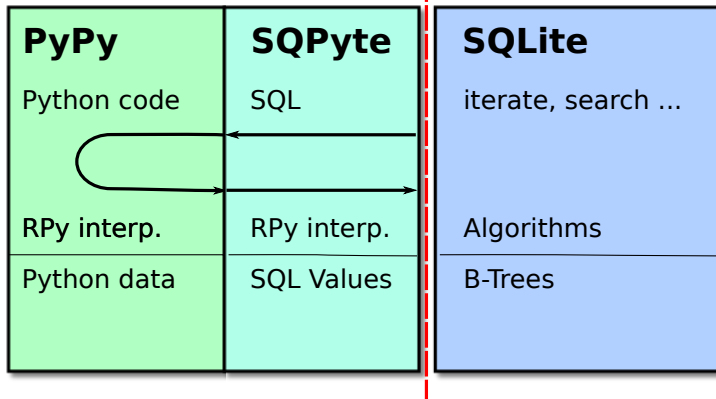 PyPy
Python code
RPy interp.
Python data
SQPyte
SQL
RPy interp.
SQL Values
SQLite
iterate, search ...
Algorithms
B-Trees